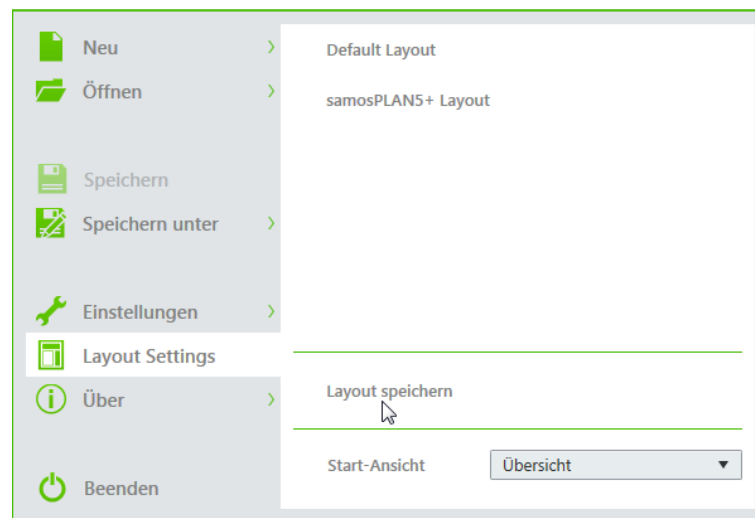 Neu
Öffnen
Speichern
Speichern unter
Einstellungen
Layout Settings
Über
Beenden
Default Layout
samosPLAN5+ Layout
Layout speichern
Start-Ansicht Übersicht